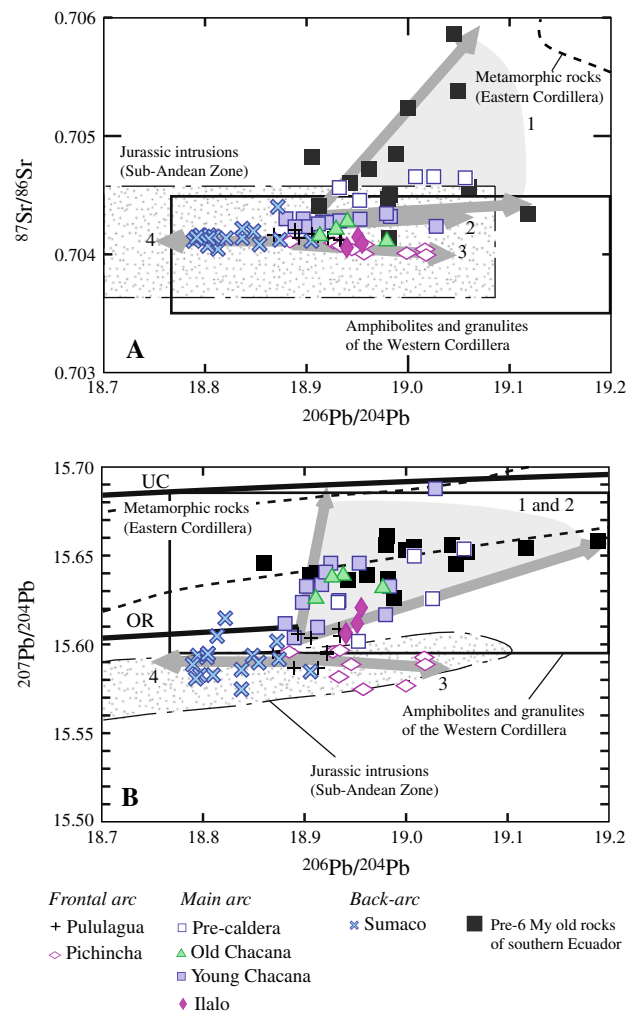 0.706
0.705
0.704
0.703
⁸⁷Sr/⁸⁶Sr
Metamorphic rocks
(Eastern Cordillera)
1
Jurassic intrusions
(Sub-Andean Zone)
2
4
3
Amphibolites and granulites
of the Western Cordillera
A
18.7 18.8 18.9 19.0 19.1 19.2
²⁰⁶Pb/²⁰⁴Pb
15.70
15.65
15.60
15.55
15.50
²⁰⁷Pb/²⁰⁴Pb
UC
Metamorphic rocks
(Eastern Cordillera)
1 and 2
OR
4
3
Amphibolites and granulites
of the Western Cordillera
Jurassic intrusions
(Sub-Andean Zone)
B
18.7 18.8 18.9 19.0 19.1 19.2
²⁰⁶Pb/²⁰⁴Pb
Frontal arc
Pululagua
Pichincha
Main arc
Pre-caldera
Old Chacana
Young Chacana
Ilalo
Back-arc
Sumaco
Pre-6 My old rocks
of southern Ecuador